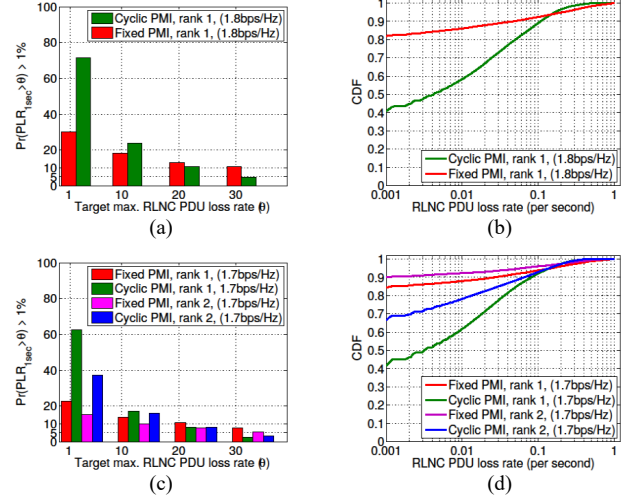 (a)
Cyclic PMI, rank 1, (1.8bps/Hz)
Fixed PMI, rank 1, (1.8bps/Hz)
Pr(PLR1sec>θ) > 1%
100
80
60
40
20
10
5
0
1 10 20 30
Target max. RLNC PDU loss rate (θ)
(a)
(b)
CDF
1
0.9
0.8
0.7
0.6
0.5
0.4
0.3
0.2
0.1
0
Cyclic PMI, rank 1, (1.8bps/Hz)
Fixed PMI, rank 1, (1.8bps/Hz)
0.001 0.01 0.1 1
RLNC PDU loss rate (per second)
(b)
(c)
Fixed PMI, rank 1, (1.7bps/Hz)
Cyclic PMI, rank 1, 1.7bps/Hz)
Fixed PMI, rank 2, (1.7bps/Hz)
Cyclic PMI, rank 2, (1.7bps/Hz)
Pr(PLR1sec>θ) > 1%
100
80
60
40
20
10
5
0
1 10 20 30
Target max. RLNC PDU loss rate (θ)
(c)
(d)
CDF
1
0.9
0.8
0.7
0.6
0.5
0.4
0.3
0.2
0.1
0
Fixed PMI, rank 1, (1.7bps/Hz)
Cyclic PMI, rank 1, (1.7bps/Hz)
Fixed PMI, rank 2, (1.7bps/Hz)
Cyclic PMI, rank 2, (1.7bps/Hz)
0.001 0.01 0.1 1
RLNC PDU loss rate (per second)
(d)